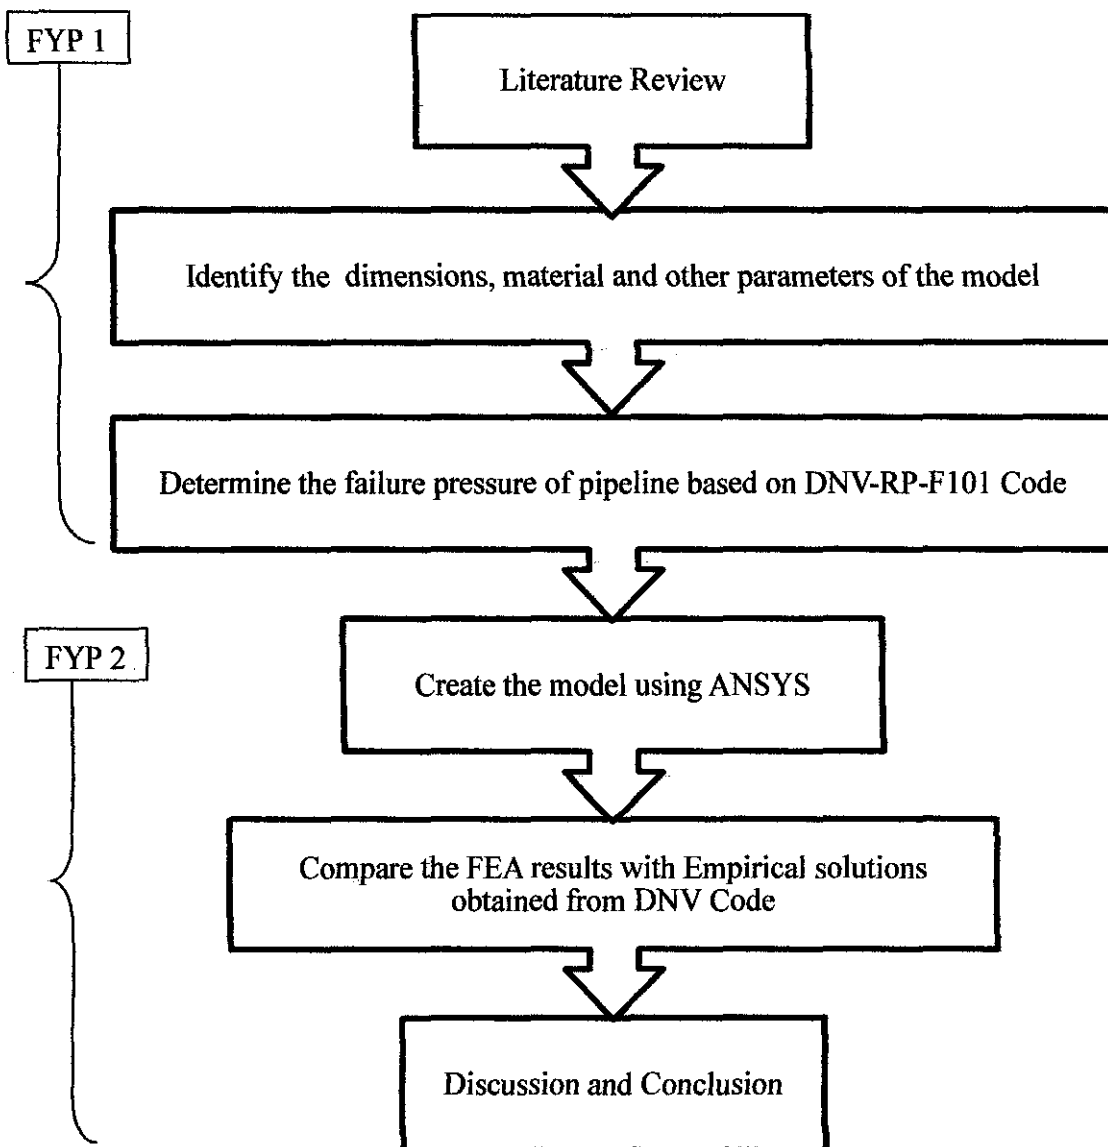 FYP 1
Literature Review
Identify the dimensions, material and other parameters of the model
Determine the failure pressure of pipeline based on DNV-RP-F101 Code
FYP 2
Create the model using ANSYS
Compare the FEA results with Empirical solutions
obtained from DNV Code
Discussion and Conclusion